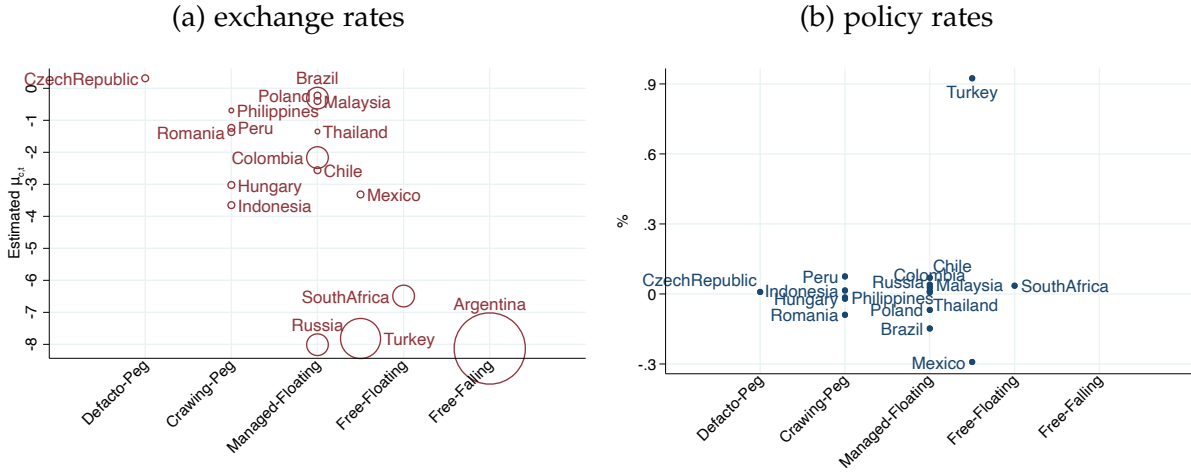 (a) exchange rates
CzechRepublic
Brazil
Poland
Malaysia
Philippines
Peru
Romania
Thailand
Colombia
Chile
Hungary
Mexico
Indonesia
SouthAfrica
Argentina
Russia
Turkey
Estimated μc,t
0
-1
-2
-3
-4
-5
-6
-7
-8
Defacto-Peg
Crawing-Peg
Managed-Floating
Free-Floating
Free-Falling
(b) policy rates
Turkey
Chile
Colombia
Peru
CzechRepublic
Russia
Malaysia
SouthAfrica
Indonesia
Hungary
Philippines
Thailand
Poland
Romania
Brazil
Mexico
%
.9
.6
.3
0
-.3
Defacto-Peg
Crawing-Peg
Managed-Floating
Free-Floating
Free-Falling